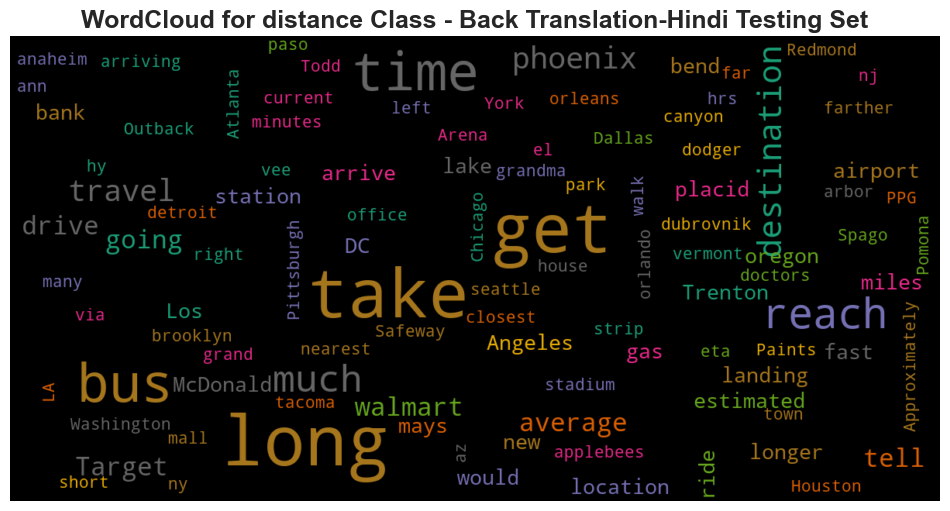 WordCloud for distance Class - Back Translation-Hindi Testing Set
paso
anaheim
arriving
Todd
time
phoenix
bend
far
Redmond
nj
destination
ann
Atlanta
current
left
York
orleans
hrs
farther
bank
Outback
minutes
Arena
Dallas
canyon
dodger
el
hy
vee
arrive
lake
grandma
park
walk
placid
airport
arbor
PPG
travel
station
detroit
office
Chicago
get
dubrovnik
Spago
Pomona
drive
going
right
Pittsburgh
DC
house
orlando
vermont
oregon
doctors
miles
many
take
seattle
Trenton
reach
via
Los
closest
strip
brooklyn
Safeway
Angeles
grand
nearest
gas
eta
Paints
fast
Approximately
LA
bus
McDonald
much
stadium
landing
tacoma
walmart
estimated
town
Washington
mall
long
mays
average
new
applebees
az
longer
tell
Target
short
ny
would
location
ride
Houston